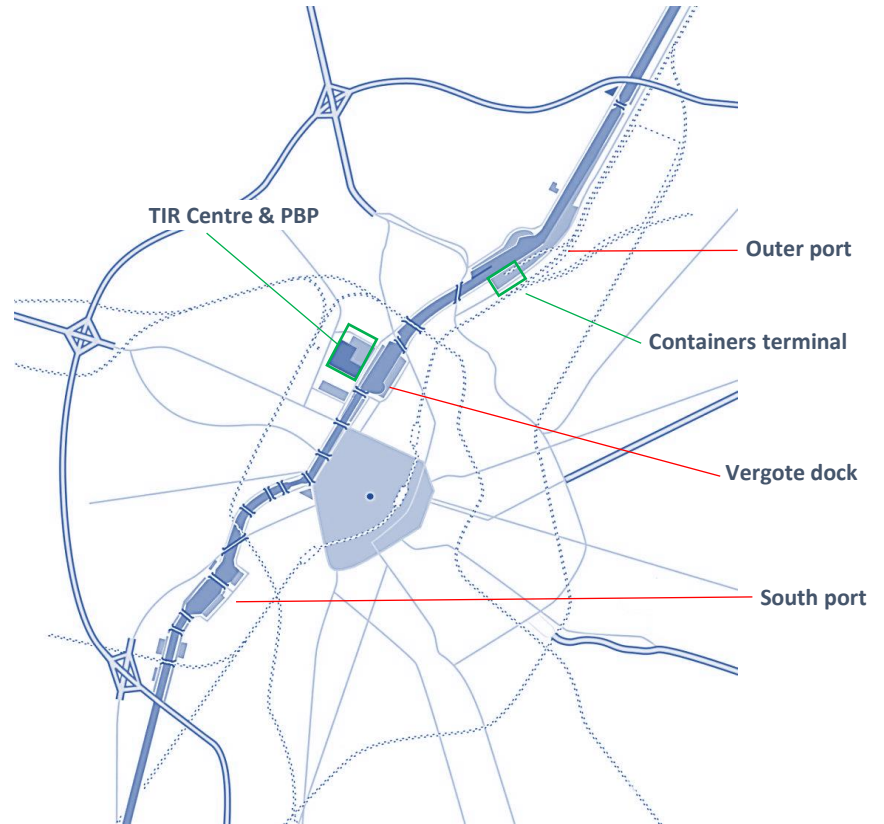 TIR Centre & PBP
Outer port
Containers terminal
Vergote dock
South port